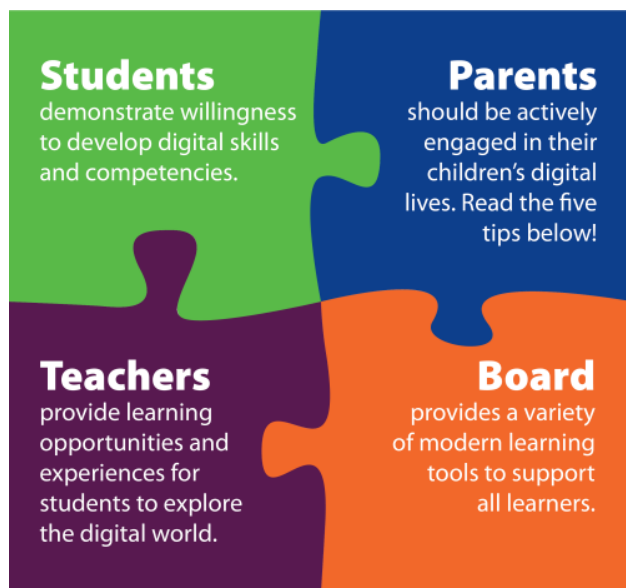 Students
demonstrate willingness
to develop digital skills
and competencies.
Parents
should be actively
engaged in their
children's digital
lives. Read the five
tips below!
Teachers
provide learning
opportunities and
experiences for
students to explore
the digital world.
Board
provides a variety
of modern learning
tools to support
all learners.